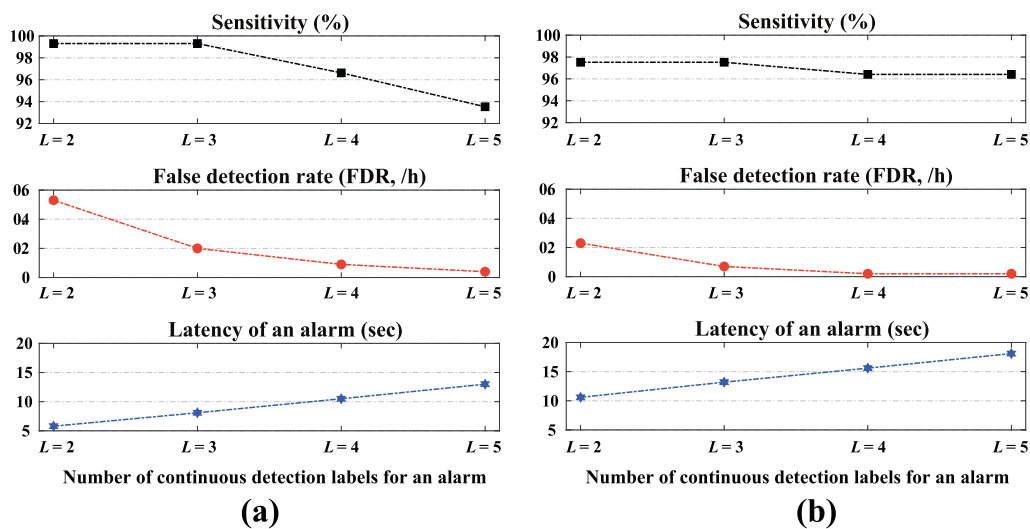 Sensitivity (%)
100
98
96
94
92
L = 2
L = 3
L = 4
L = 5
False detection rate (FDR, /h)
06
04
02
0
L = 2
L = 3
L = 4
L = 5
Latency of an alarm (sec)
20
15
10
5
L = 2
L = 3
L = 4
L = 5
Number of continuous detection labels for an alarm
(a)
Sensitivity (%)
100
98
96
94
92
L = 2
L = 3
L = 4
L = 5
False detection rate (FDR, /h)
06
04
02
0
L = 2
L = 3
L = 4
L = 5
Latency of an alarm (sec)
20
15
10
5
L = 2
L = 3
L = 4
L = 5
Number of continuous detection labels for an alarm
(b)